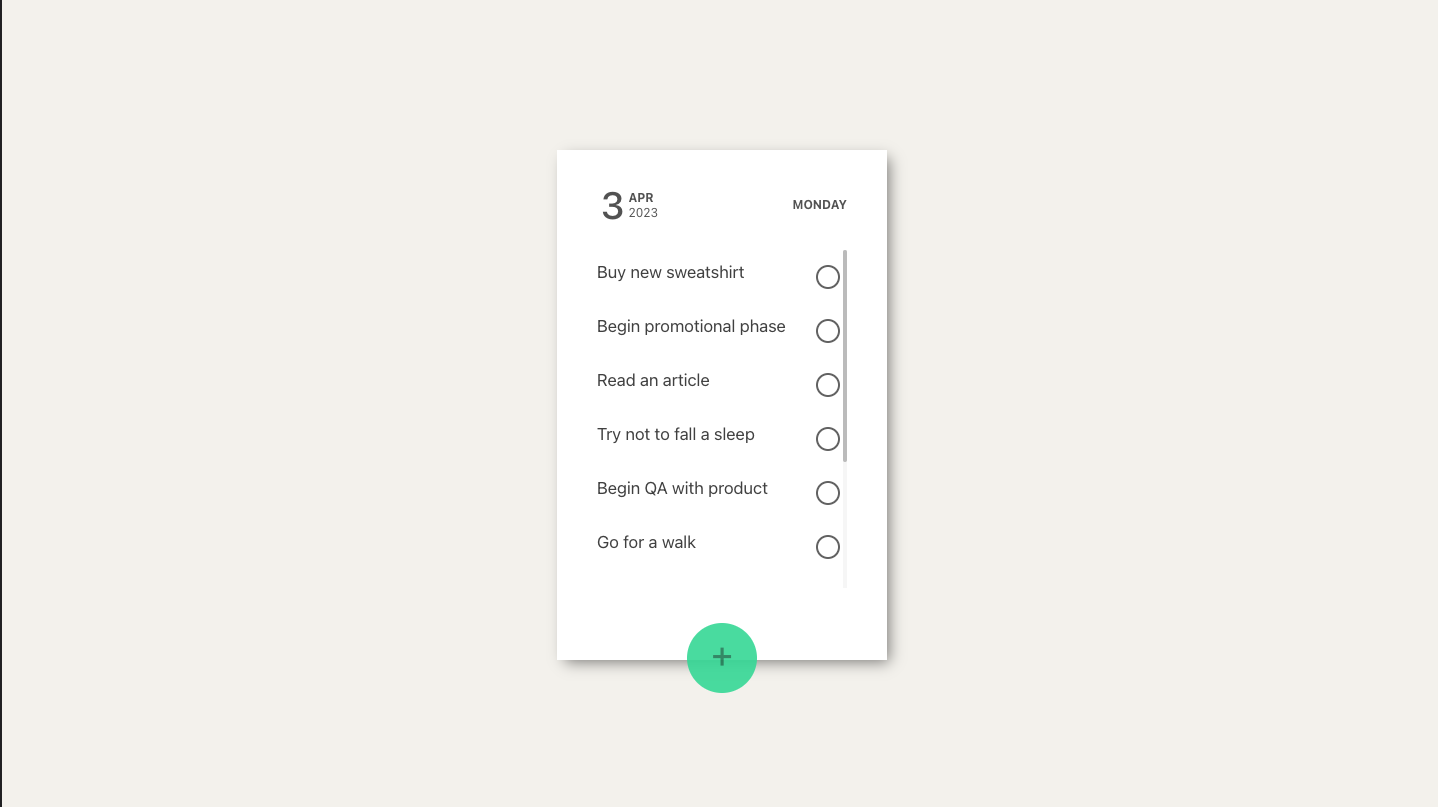 3 APR
2023
MONDAY
Buy new sweatshirt
Begin promotional phase
Read an article
Try not to fall a sleep
Begin QA with product
Go for a walk
+